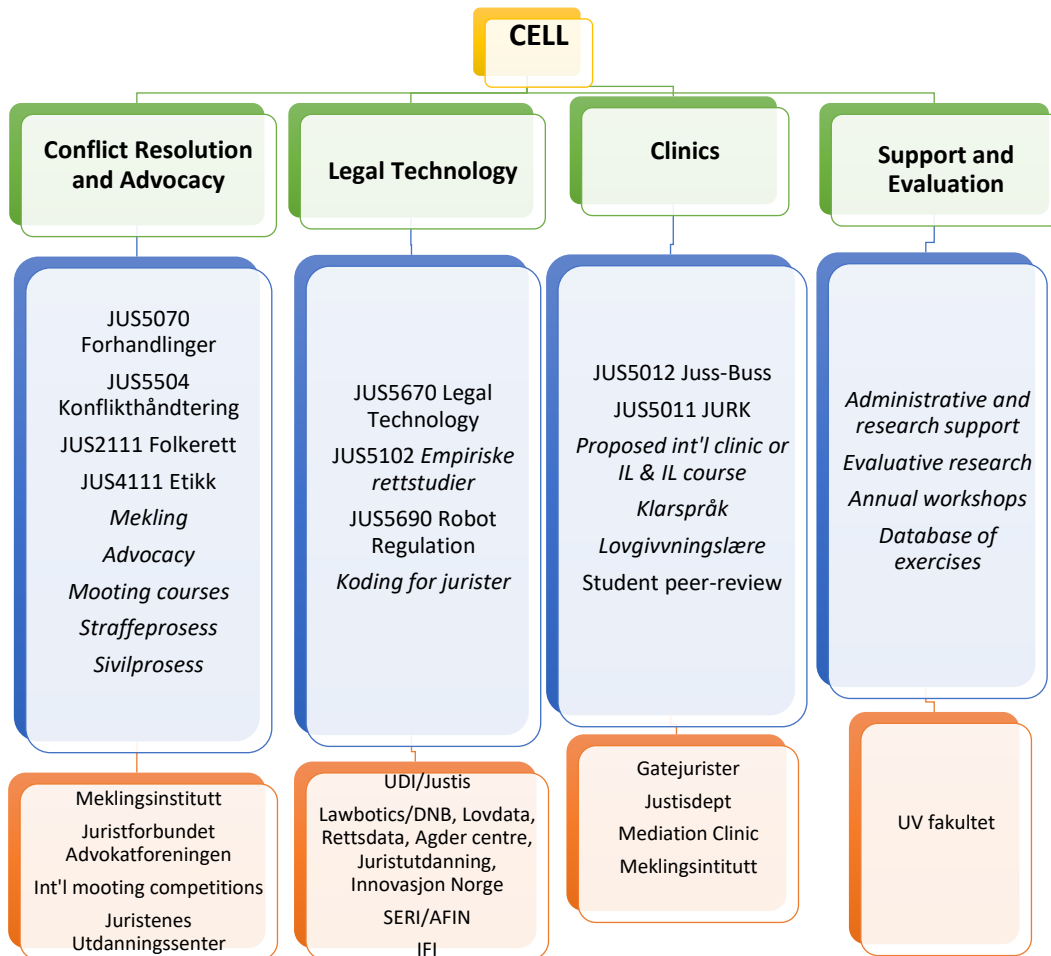 CELL
Conflict Resolution
and Advocacy
Legal Technology
Clinics
Support and
Evaluation
JUS5070
Forhandlinger
JUS5504
Konflikthåndtering
JUS2111 Folkerett
JUS4111 Etikk
Mekling
Advocacy
Mooting courses
Straffeprosess
Sivilprosess
JUS5670 Legal
Technology
JUS5102 Empiriske
rettstudier
JUS5690 Robot
Regulation
Koding for jurister
JUS5012 Juss-Buss
JUS5011 JURK
Proposed int'l clinic or
IL & IL course
Klarspråk
Lovgivvningslære
Student peer-review
Administrative and
research support
Evaluative research
Annual workshops
Database of
exercises
Meklingsinstitutt
Juristforbundet
Advokatforeningen
Int'l mooting competitions
Juristenes
Utdanningssenter
UDI/Justis
Lawbotics/DNB, Lovdata,
Rettsdata, Agder centre,
Juristutdanning,
Innovasjon Norge
SERI/AFIN
IFI
Gatejurister
Justisdept
Mediation Clinic
Meklingsintitutt
UV fakultet